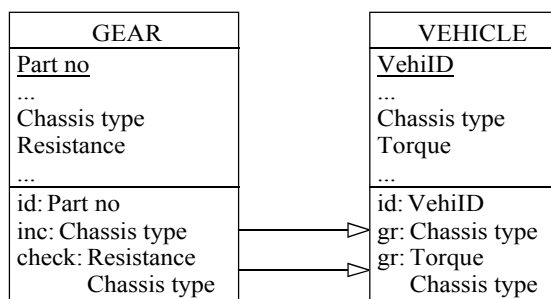 GEAR
Part no
...
Chassis type
Resistance
...
id: Part no
inc: Chassis type
check: Resistance
Chassis type
VEHICLE
VehiID
...
Chassis type
Torque
...
id: VehiID
gr: Chassis type
gr: Torque
Chassis type